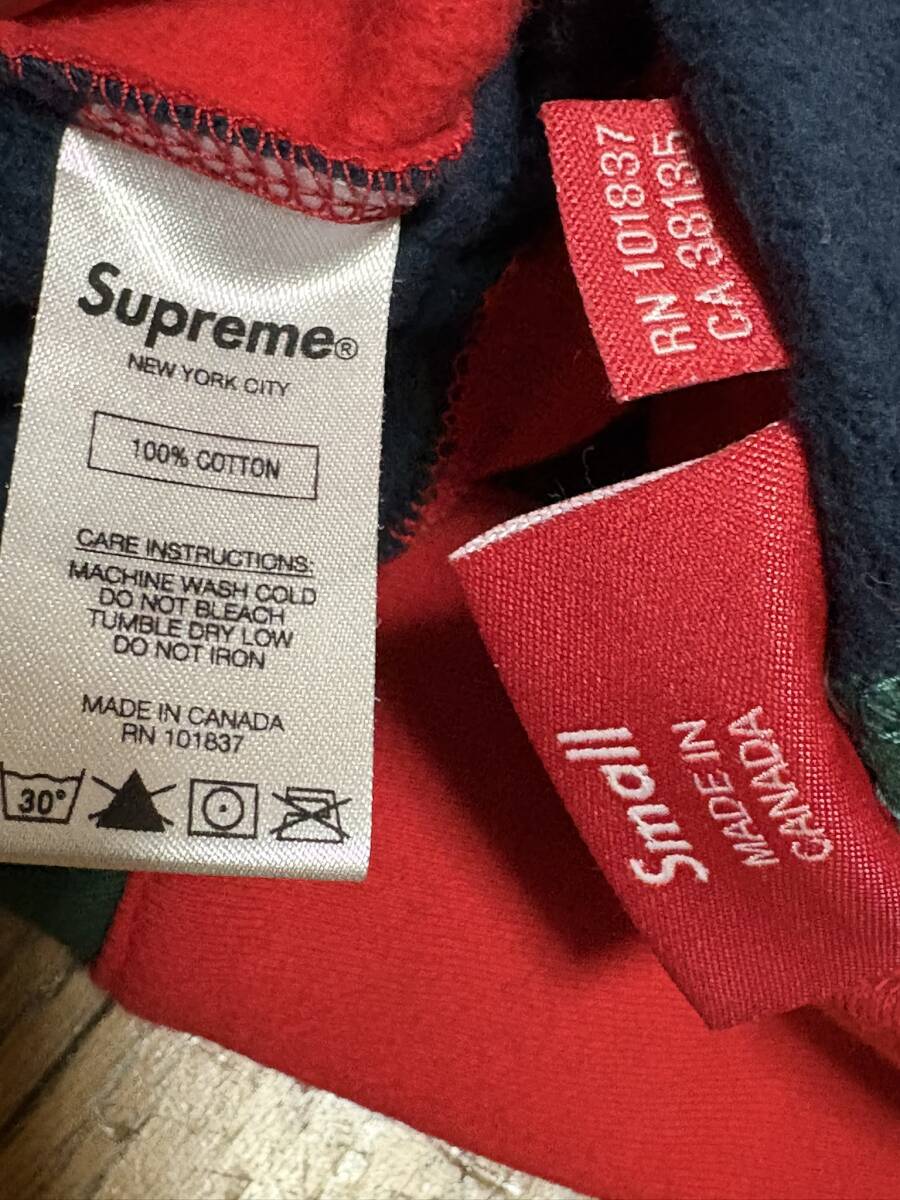 Supreme®
NEW YORK CITY
100% COTTON
CARE INSTRUCTIONS:
MACHINE WASH COLD
DO NOT BLEACH
TUMBLE DRY LOW
DO NOT IRON
MADE IN CANADA
RN 101837
30°
RN 101837
CA 38135
Small
MADE IN
CANADA